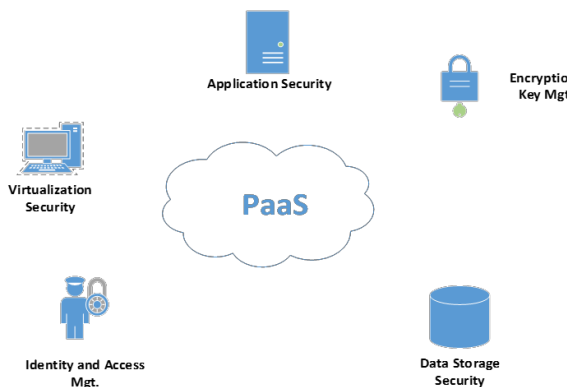 Application Security
Encryptio
Key Mgt
Virtualization
Security
PaaS
Identity and Access
Mgt.
Data Storage
Security